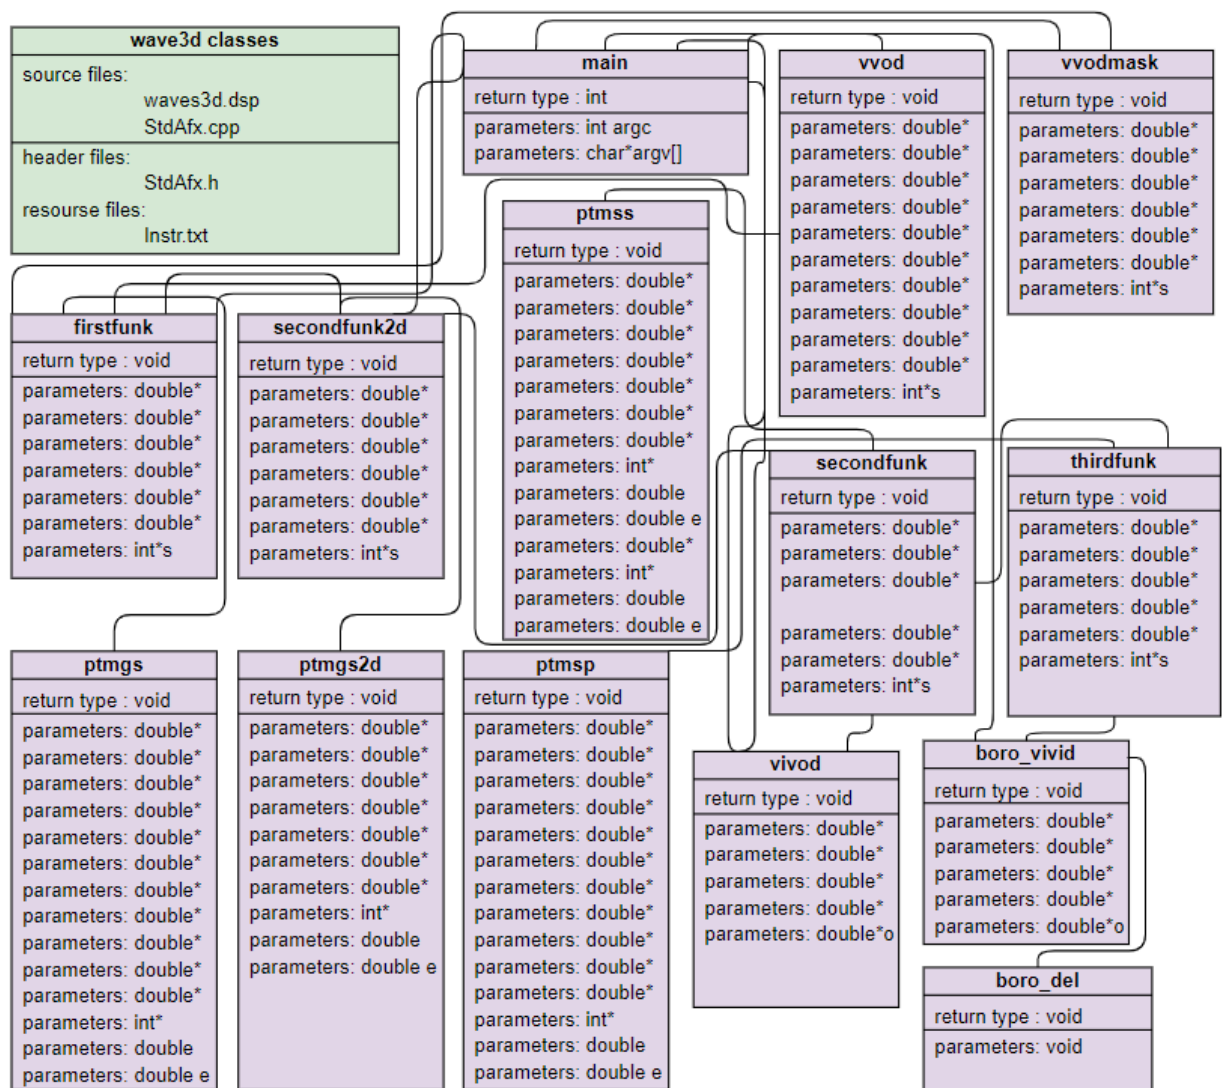 wave3d classes
source files:
waves3d.dsp
StdAfx.cpp
header files:
StdAfx.h
resourse files:
Instr.txt
main
return type : int
parameters: int argc
parameters: char*argv[]
vvod
return type : void
parameters: double*
parameters: double*
parameters: double*
parameters: double*
parameters: double*
parameters: double*
parameters: double*
parameters: double*
parameters: double*
parameters: double*
parameters: int*s
vvodmask
return type : void
parameters: double*
parameters: double*
parameters: double*
parameters: double*
parameters: double*
parameters: double*
parameters: int*s
ptmss
return type : void
parameters: double*
parameters: double*
parameters: double*
parameters: double*
parameters: double*
parameters: double*
parameters: double*
parameters: int*
parameters: double
parameters: double e
parameters: double*
parameters: int*
parameters: double
parameters: double e
firstfunk
return type : void
parameters: double*
parameters: double*
parameters: double*
parameters: double*
parameters: double*
parameters: double*
parameters: int*s
secondfunk2d
return type : void
parameters: double*
parameters: double*
parameters: double*
parameters: double*
parameters: double*
parameters: double*
parameters: int*s
secondfunk
return type : void
parameters: double*
parameters: double*
parameters: double*
parameters: double*
parameters: double*
parameters: int*s
thirdfunk
return type : void
parameters: double*
parameters: double*
parameters: double*
parameters: double*
parameters: double*
parameters: int*s
ptmgs
return type : void
parameters: double*
parameters: double*
parameters: double*
parameters: double*
parameters: double*
parameters: double*
parameters: double*
parameters: double*
parameters: double*
parameters: double*
parameters: double*
parameters: int*
parameters: double
parameters: double e
ptmgs2d
return type : void
parameters: double*
parameters: double*
parameters: double*
parameters: double*
parameters: double*
parameters: double*
parameters: double*
parameters: int*
parameters: double
parameters: double e
ptmsp
return type : void
parameters: double*
parameters: double*
parameters: double*
parameters: double*
parameters: double*
parameters: double*
parameters: double*
parameters: double*
parameters: double*
parameters: double*
parameters: double*
parameters: int*
parameters: double
parameters: double e
vivod
return type : void
parameters: double*
parameters: double*
parameters: double*
parameters: double*
parameters: double*o
boro_vivid
return type : void
parameters: double*
parameters: double*
parameters: double*
parameters: double*
parameters: double*o
boro_del
return type : void
parameters: void